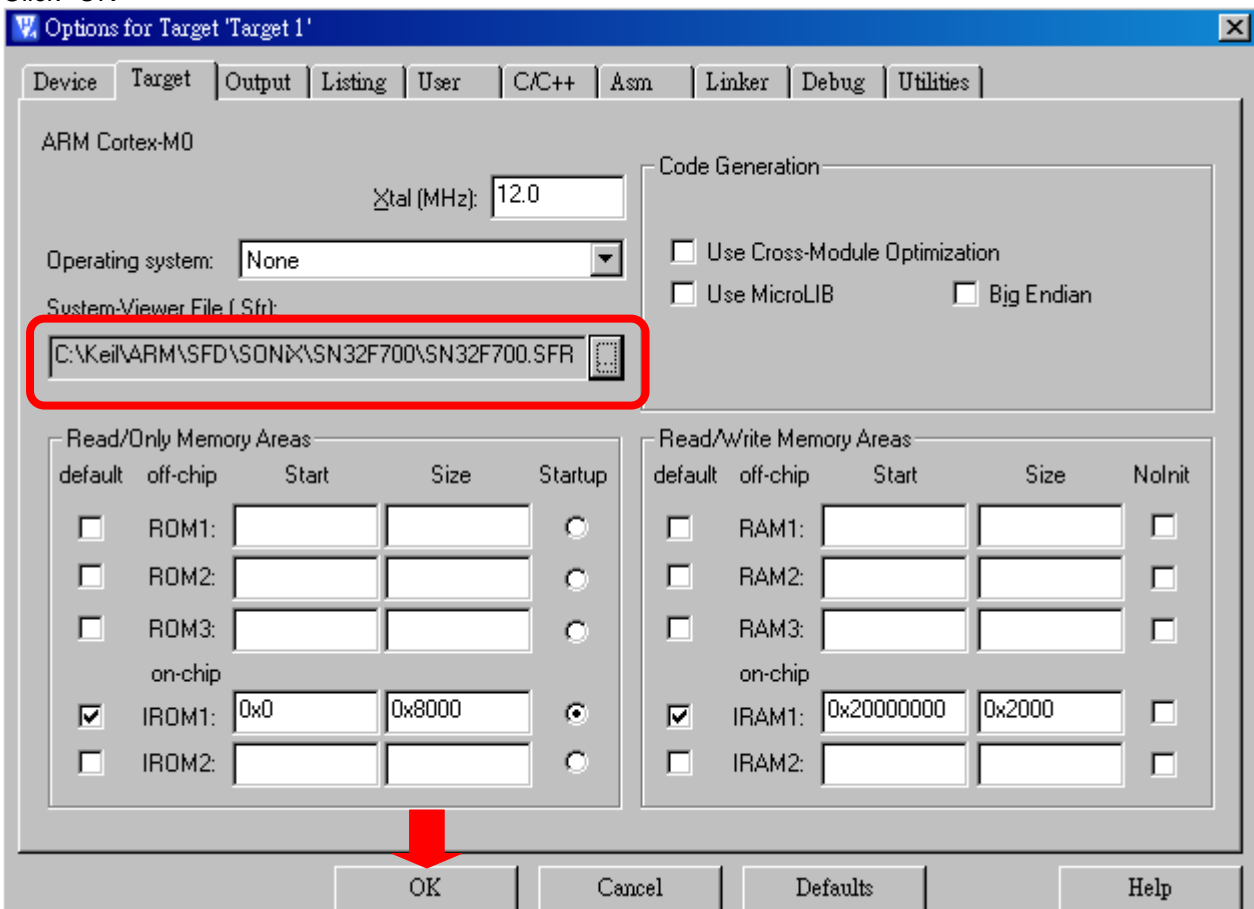 Options for Target 'Target 1'
Device Target Output Listing User C/C++ Asm Linker Debug Utilities
ARM Cortex-M0
Xtal (MHz): 12.0
Operating system: None
System-Viewer File (.Sfr):
C:\Keil\ARM\SFD\SONiX\SN32F700\SN32F700.SFR ...
Code Generation
Use Cross-Module Optimization
Use MicroLIB Big Endian
Read/Only Memory Areas
default off-chip Start Size Startup
ROM1:
ROM2:
ROM3:
on-chip
IROM1: 0x0 0x8000
IROM2:
Read/Write Memory Areas
default off-chip Start Size NoInit
RAM1:
RAM2:
RAM3:
on-chip
IRAM1: 0x20000000 0x2000
IRAM2:
OK Cancel Defaults Help